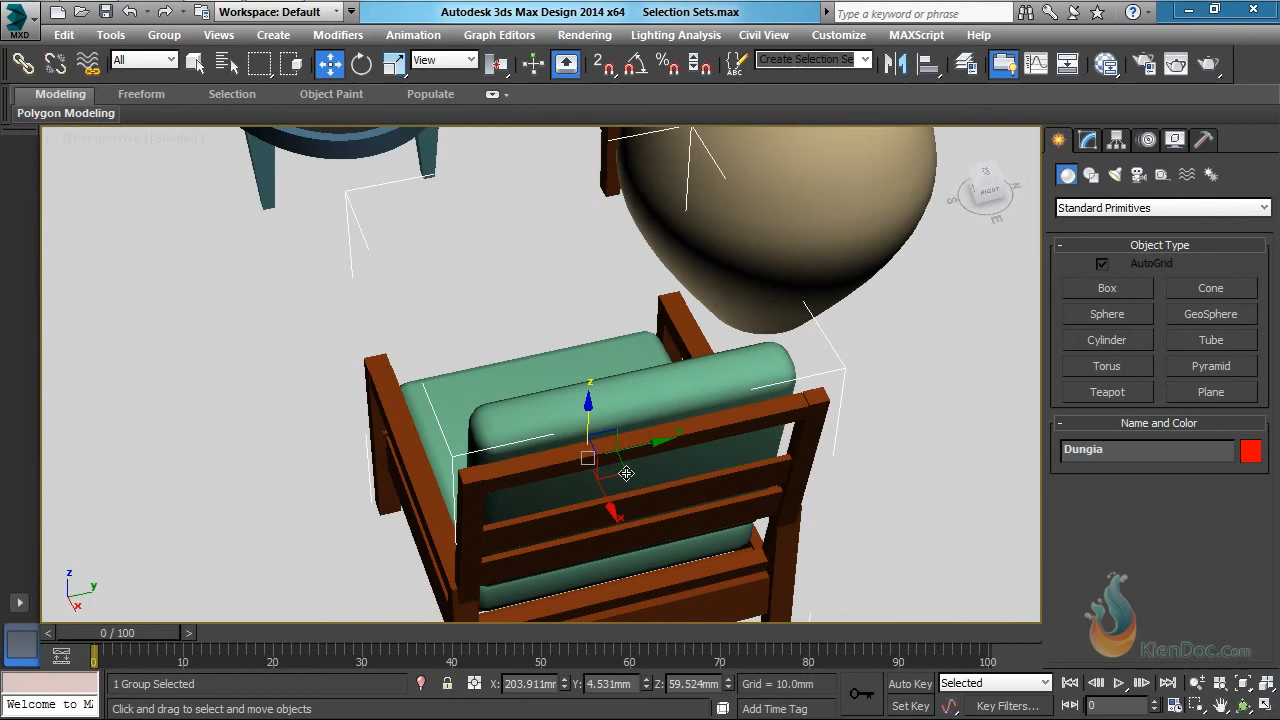 Workspace: Default
Autodesk 3ds Max Design 2014 x64 Selection Sets.max
Type a keyword or phrase
MXD
Edit Tools Group Views Create Modifiers Animation Graph Editors Rendering Lighting Analysis Civil View Customize MAXScript Help
All
View
Create Selection Se
ABC
Modeling Freeform Selection Object Paint Populate
Polygon Modeling
RIGHT
N
S
E
Standard Primitives
Object Type
AutoGrid
Box Cone
Sphere GeoSphere
Cylinder Tube
Torus Pyramid
Teapot Plane
Name and Color
Dungia
z
y
x
z
y
x
KienDoc.Com
0 / 100
0 10 20 30 40 50 60 70 80 90 100
1 Group Selected
X: 203.911mm Y: 4.531mm Z: 59.524mm Grid = 10.0mm
Auto Key Selected
Welcome to MA
Click and drag to select and move objects
Add Time Tag
Set Key Key Filters...
0